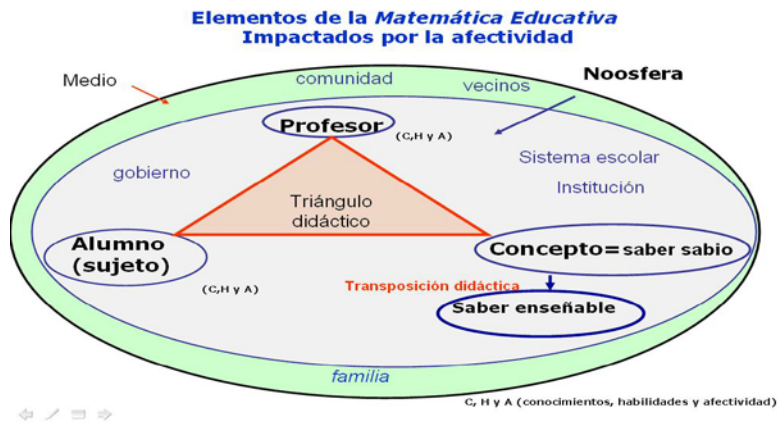 Elementos de la Matemática Educativa
Impactados por la afectividad
Medio
comunidad
vecinos
Noosfera
Profesor
(C,H y A)
gobierno
Sistema escolar
Institución
Triángulo
didáctico
Alumno
(sujeto)
Concepto=saber sabio
(C,H y A)
Transposición didáctica
Saber enseñable
familia
C, H y A (conocimientos, habilidades y afectividad)